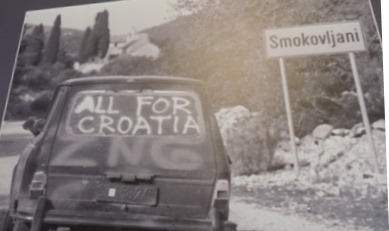 Smokovljani
ALL FOR
CROATIA
ZNG